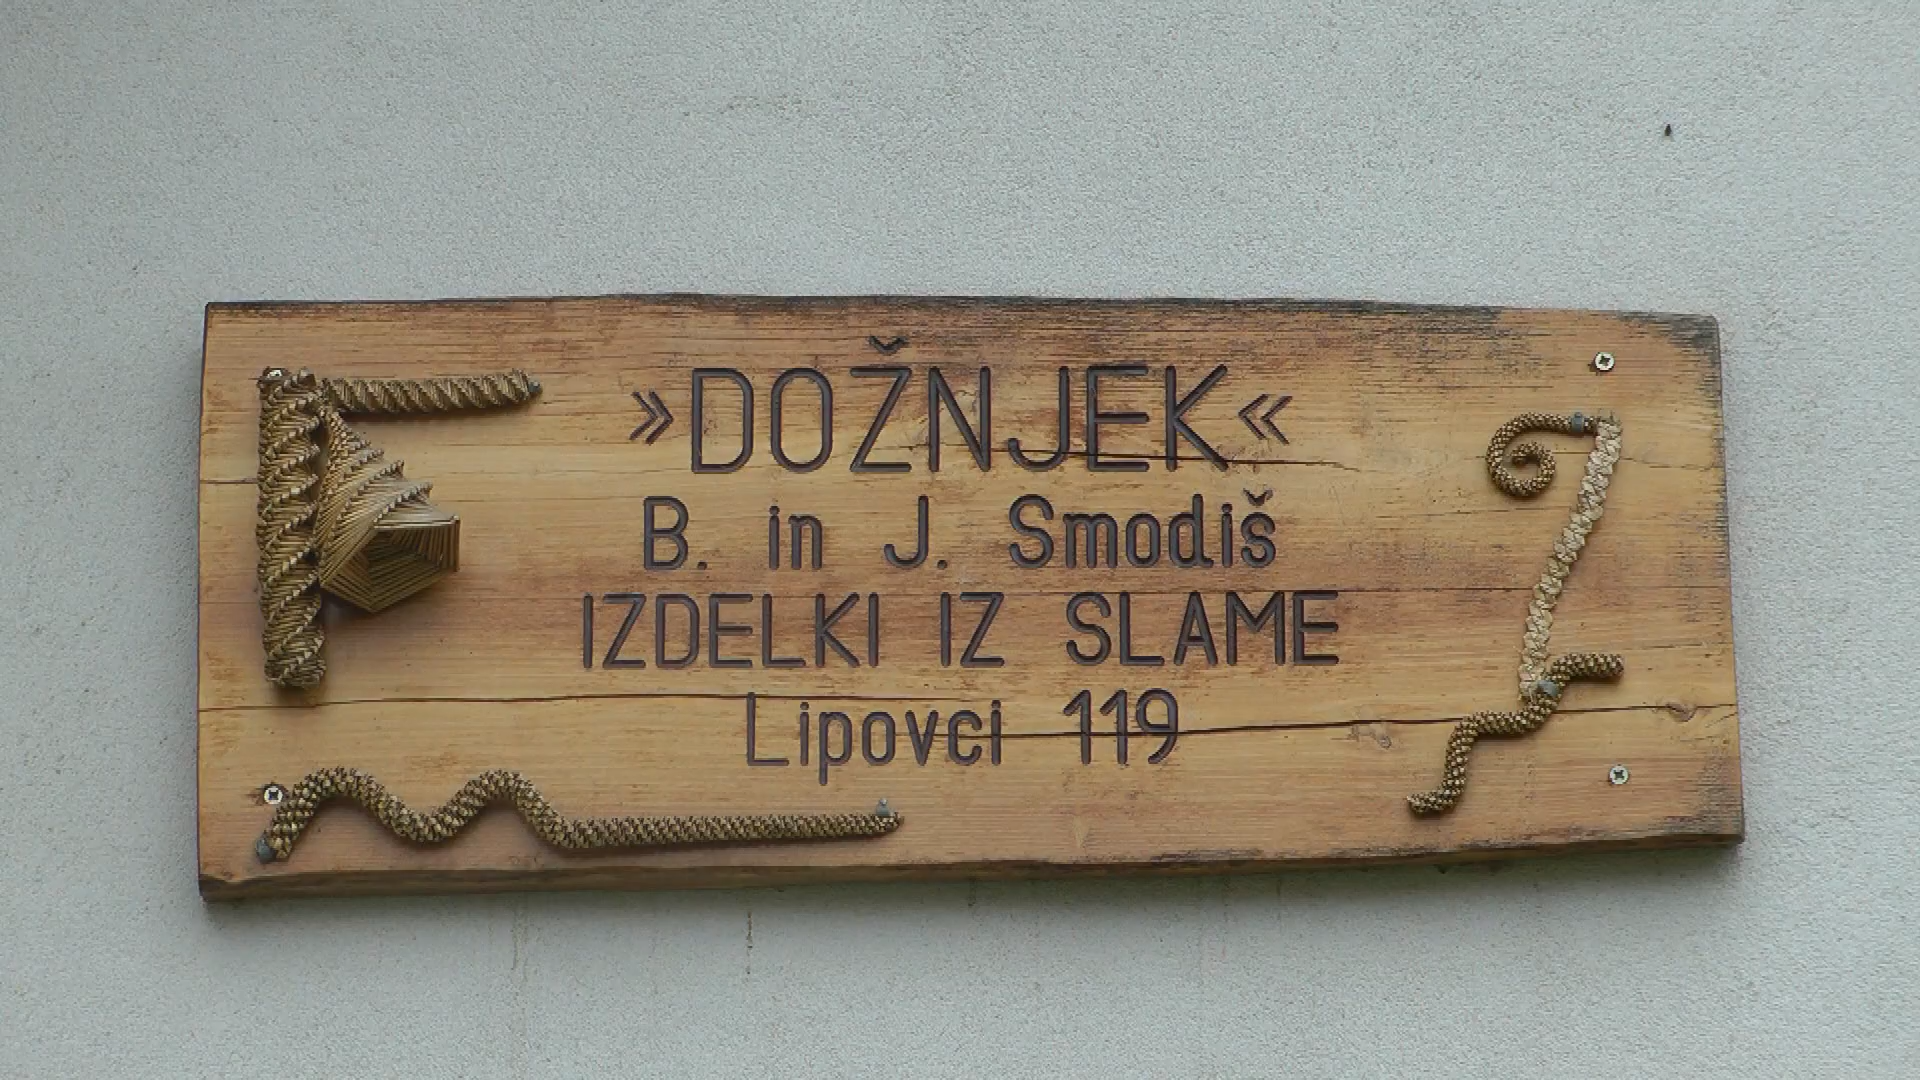 »DOŽNJEK«
B. in J. Smodiš
IZDELKI IZ SLAME
Lipovci 119